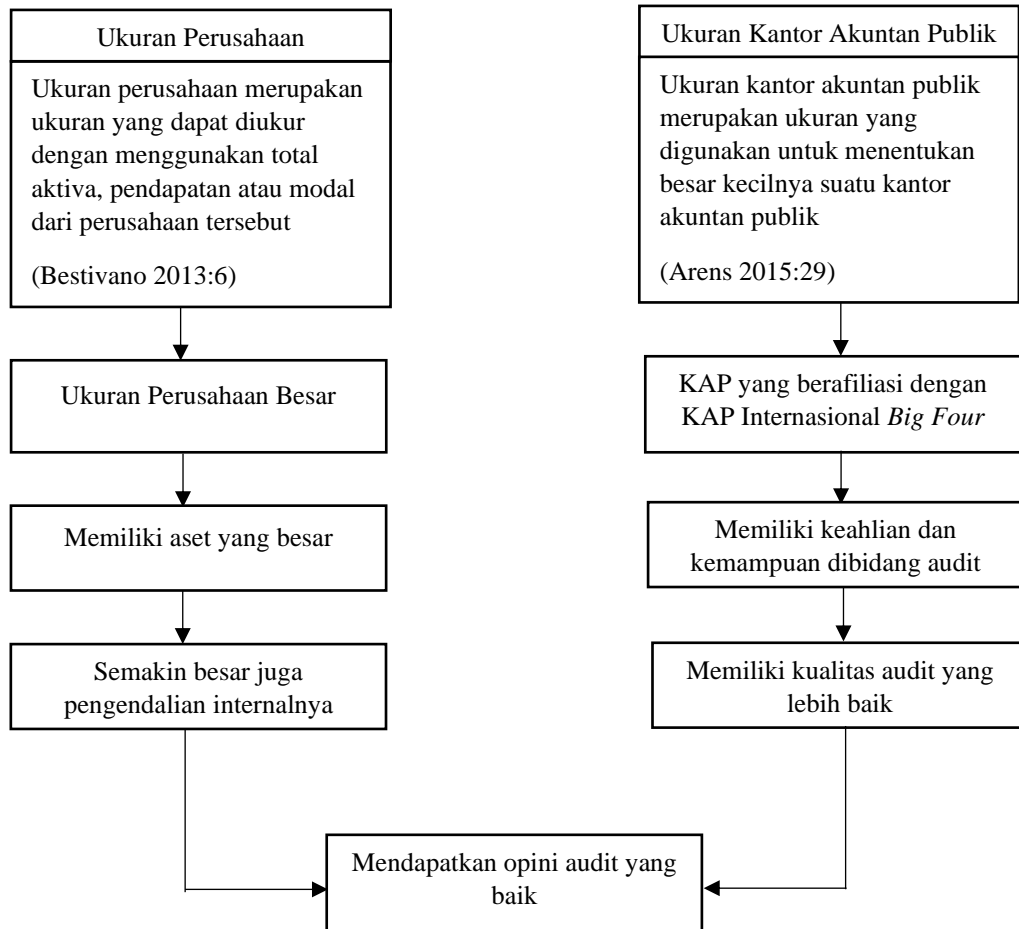 Ukuran Perusahaan
Ukuran perusahaan merupakan
ukuran yang dapat diukur
dengan menggunakan total
aktiva, pendapatan atau modal
dari perusahaan tersebut
(Bestivano 2013:6)
Ukuran Perusahaan Besar
Memiliki aset yang besar
Semakin besar juga
pengendalian internalnya
Ukuran Kantor Akuntan Publik
Ukuran kantor akuntan publik
merupakan ukuran yang
digunakan untuk menentukan
besar kecilnya suatu kantor
akuntan publik
(Arens 2015:29)
KAP yang berafiliasi dengan
KAP Internasional Big Four
Memiliki keahlian dan
kemampuan dibidang audit
Memiliki kualitas audit yang
lebih baik
Mendapatkan opini audit yang
baik